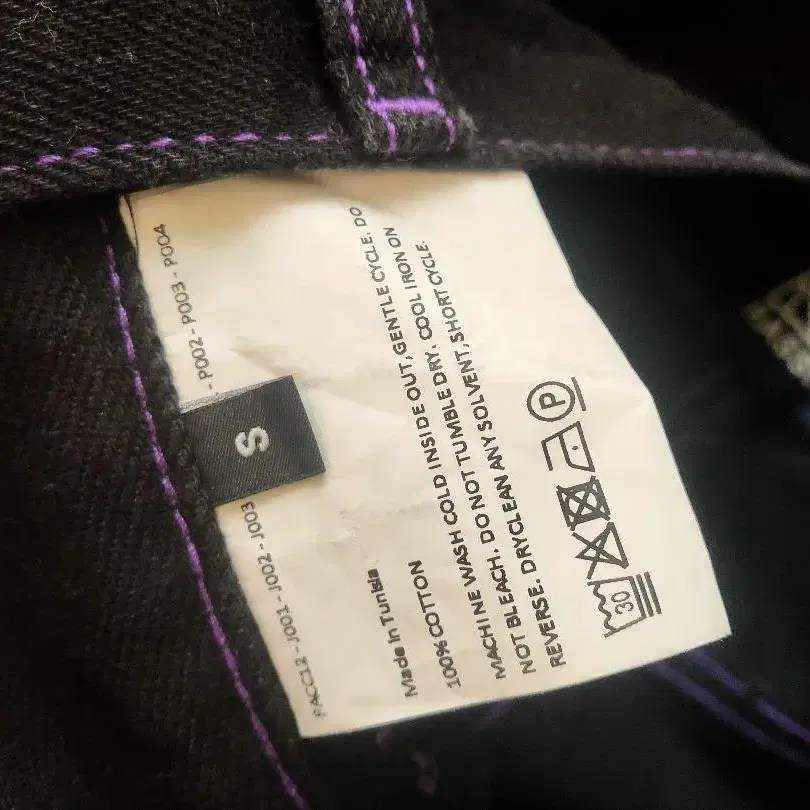 PACC12 - J001 - J002 - J003 - P002 - P003 - P004
S
Made In Tunisia
100% COTTON
MACHINE WASH COLD INSIDE OUT, GENTLE CYCLE. DO
NOT BLEACH. DO NOT TUMBLE DRY. COOL IRON ON
REVERSE. DRYCLEAN ANY SOLVENT, SHORT CYCLE.
30
P